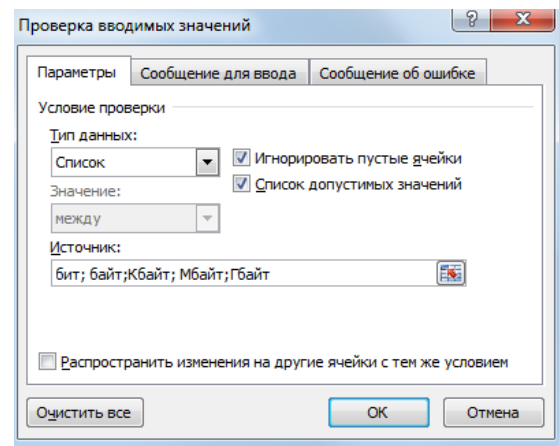 Проверка вводимых значений
Параметры Сообщение для ввода Сообщение об ошибке
Условие проверки
Тип данных:
Список
Игнорировать пустые ячейки
Список допустимых значений
Значение:
между
Источник:
бит; байт;Кбайт; Мбайт;Гбайт
Распространить изменения на другие ячейки с тем же условием
Очистить все ОК Отмена